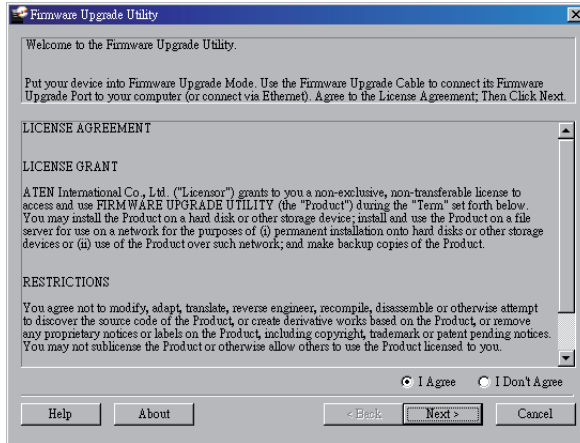 Firmware Upgrade Utility
Welcome to the Firmware Upgrade Utility.
Put your device into Firmware Upgrade Mode. Use the Firmware Upgrade Cable to connect its Firmware
Upgrade Port to your computer (or connect via Ethernet). Agree to the License Agreement; Then Click Next.
LICENSE AGREEMENT
LICENSE GRANT
ATEN International Co., Ltd. ("Licensor") grants to you a non-exclusive, non-transferable license to
access and use FIRMWARE UPGRADE UTILITY (the "Product") during the "Term" set forth below.
You may install the Product on a hard disk or other storage device; install and use the Product on a file
server for use on a network for the purposes of (i) permanent installation onto hard disks or other storage
devices or (ii) use of the Product over such network; and make backup copies of the Product.
RESTRICTIONS
You agree not to modify, adapt, translate, reverse engineer, recompile, disassemble or otherwise attempt
to discover the source code of the Product, or create derivative works based on the Product, or remove
any proprietary notices or labels on the Product, including copyright, trademark or patent pending notices.
You may not sublicense the Product or otherwise allow others to use the Product licensed to you.
I Agree I Don't Agree
Help About < Back Next > Cancel